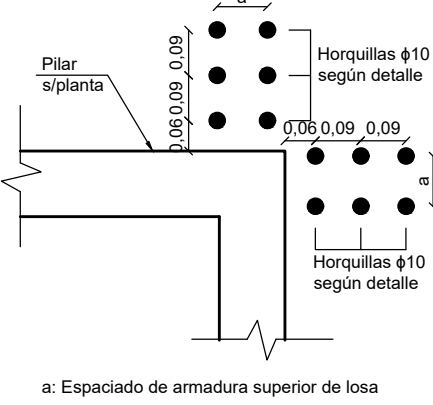 a
0,09
0,09
0,06
Pilar
s/planta
Horquillas ϕ10
según detalle
0,06 0,09 0,09
a
Horquillas ϕ10
según detalle
a: Espaciado de armadura superior de losa